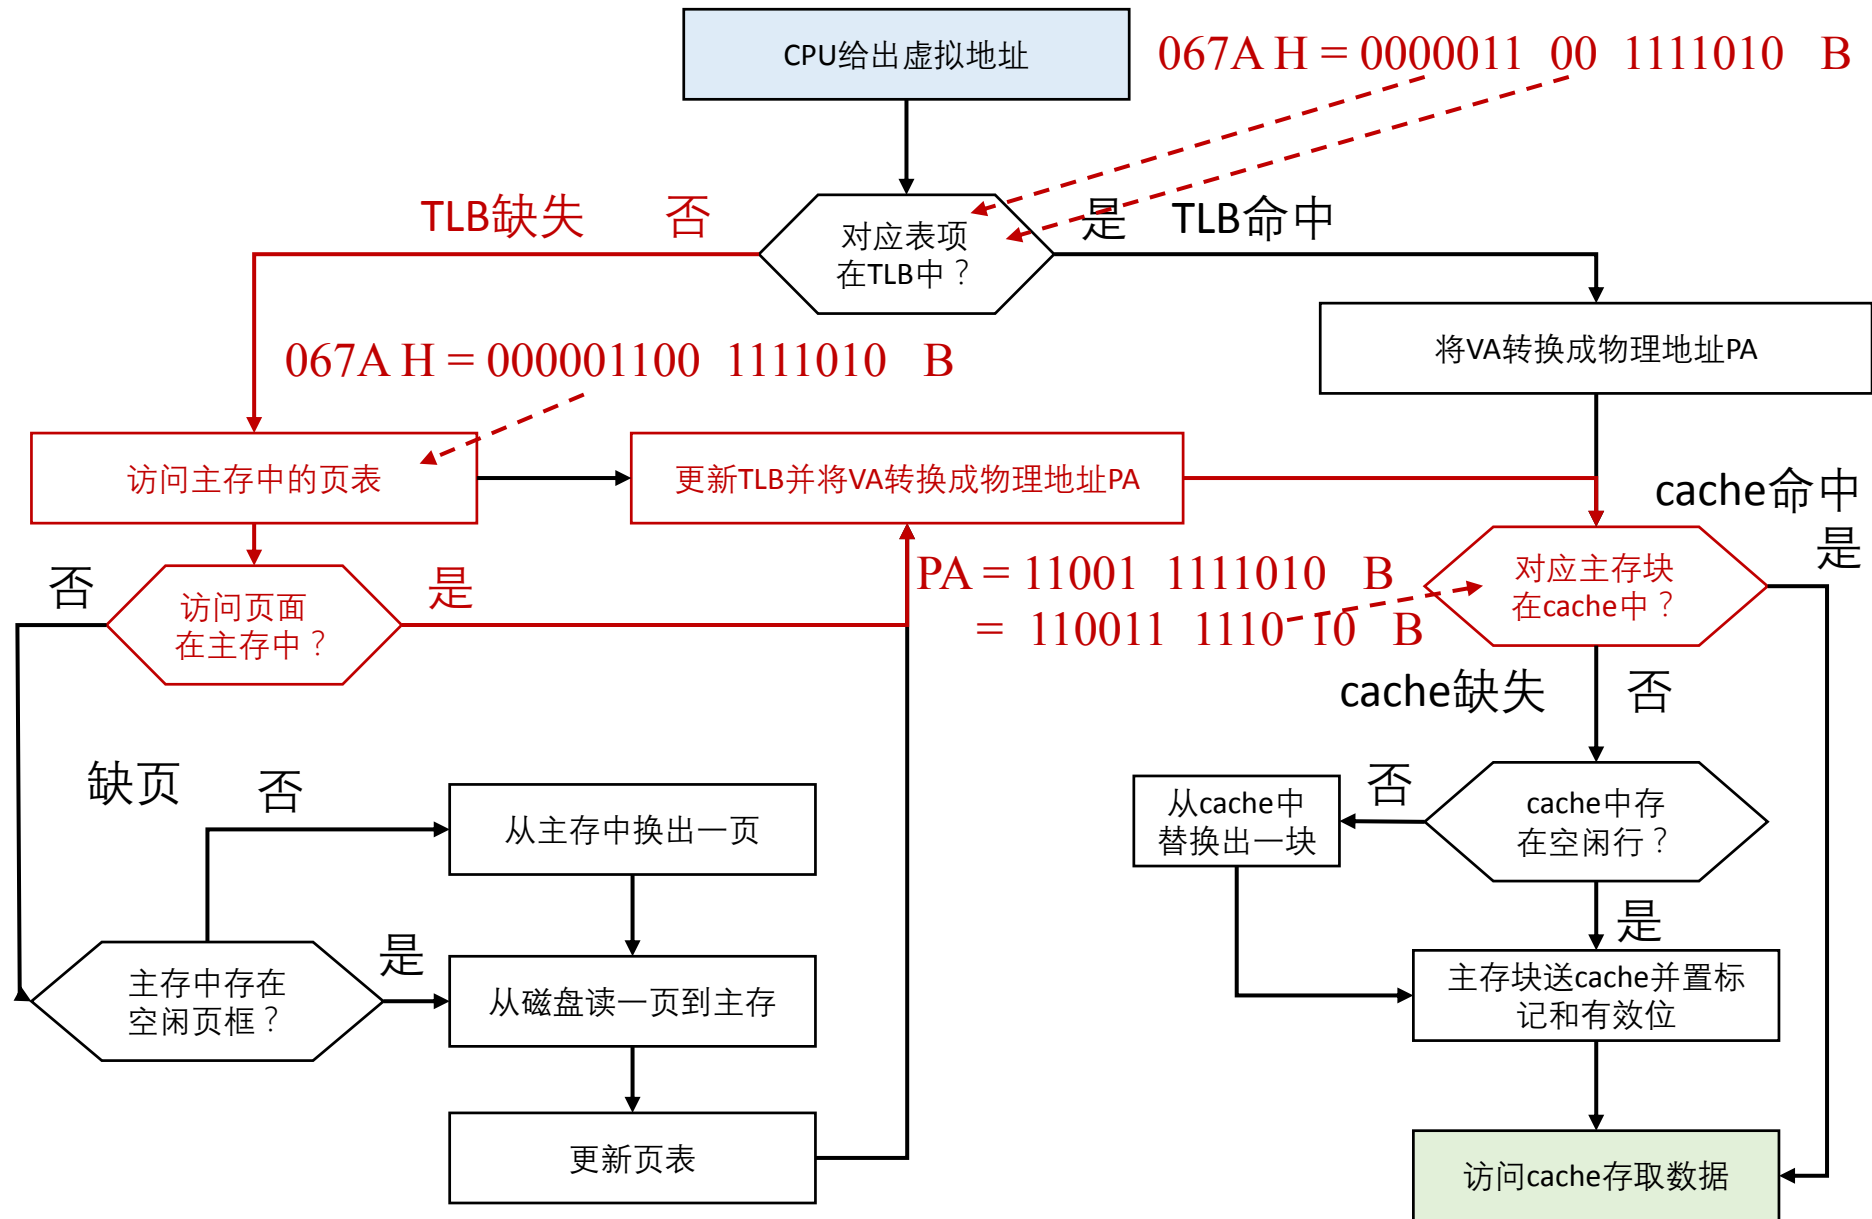 CPU给出虚拟地址
067A H = 0000011 00 1111010 B
TLB缺失 否
对应表项
在TLB中？
是 TLB命中
将VA转换成物理地址PA
067A H = 000001100 1111010 B
访问主存中的页表
更新TLB并将VA转换成物理地址PA
cache命中
是
否
访问页面
在主存中？
是
PA = 11001 1111010 B
= 110011 1110 10 B
对应主存块
在cache中？
cache缺失 否
缺页 否
从主存中换出一页
从cache中
替换出一块
否
cache中存
在空闲行？
是
主存中存在
空闲页框？
是
从磁盘读一页到主存
主存块送cache并置标
记和有效位
更新页表
访问cache存取数据